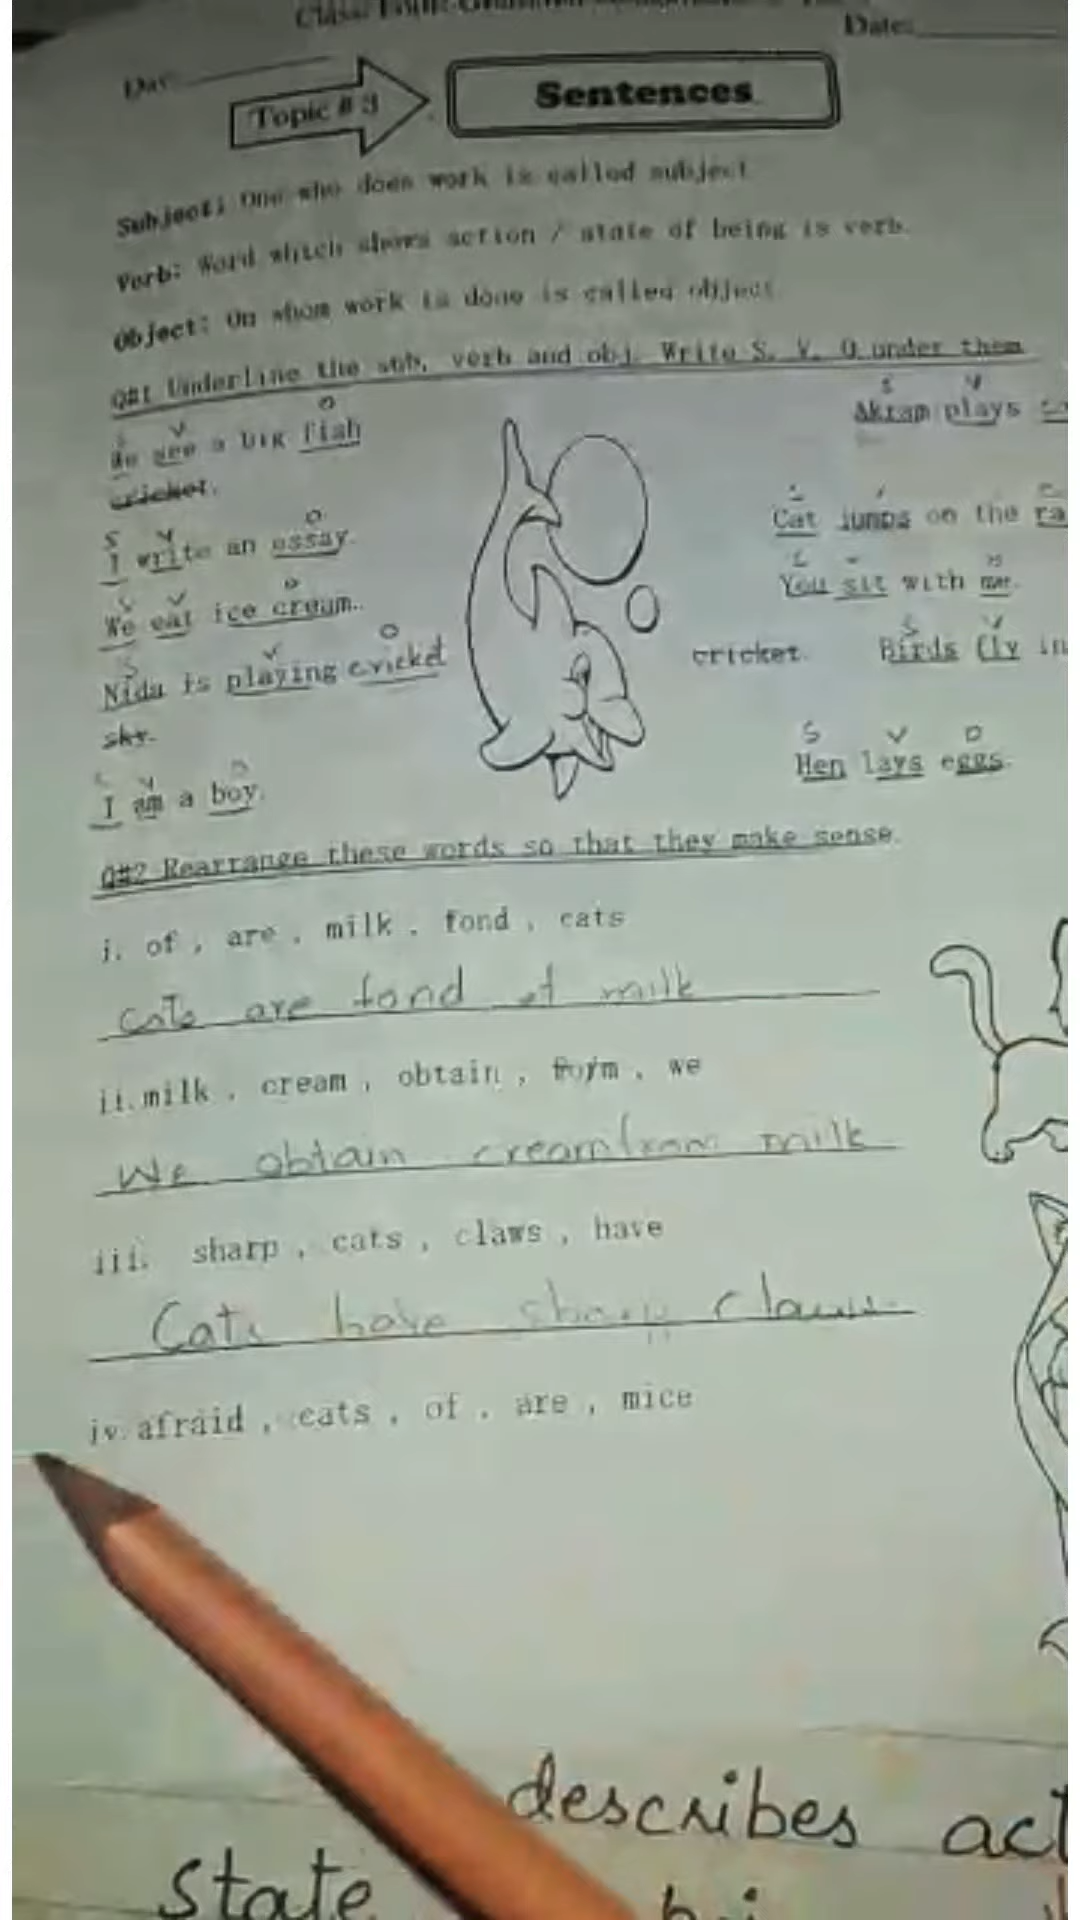 Day:
Date:
Topic # 3
Sentences
Subject: One who does work is called subject
Verb: Word which shows action / state of being is verb.
Object: On whom work is done is called object
Q#1 Underline the sub, verb and obj. Write S, V, O under them
S V O S V
We see a big fish Akram plays
cricket.
S V O
I write an essay. Cat jumps on the
S V O
We eat ice cream. You sit with me.
S V O S V
Nida is playing cricket cricket. Birds fly in
sky.
S V O
I am a boy. Hen lays eggs.
Q#2 Rearrange these words so that they make sense.
i. of , are , milk , fond , cats
Cats are fond of milk
ii. milk , cream , obtain , , we
We obtain cream from milk
iii. sharp , cats , claws , have
Cats have sharp claws
iv. afraid , cats , of , are , mice
describes
state